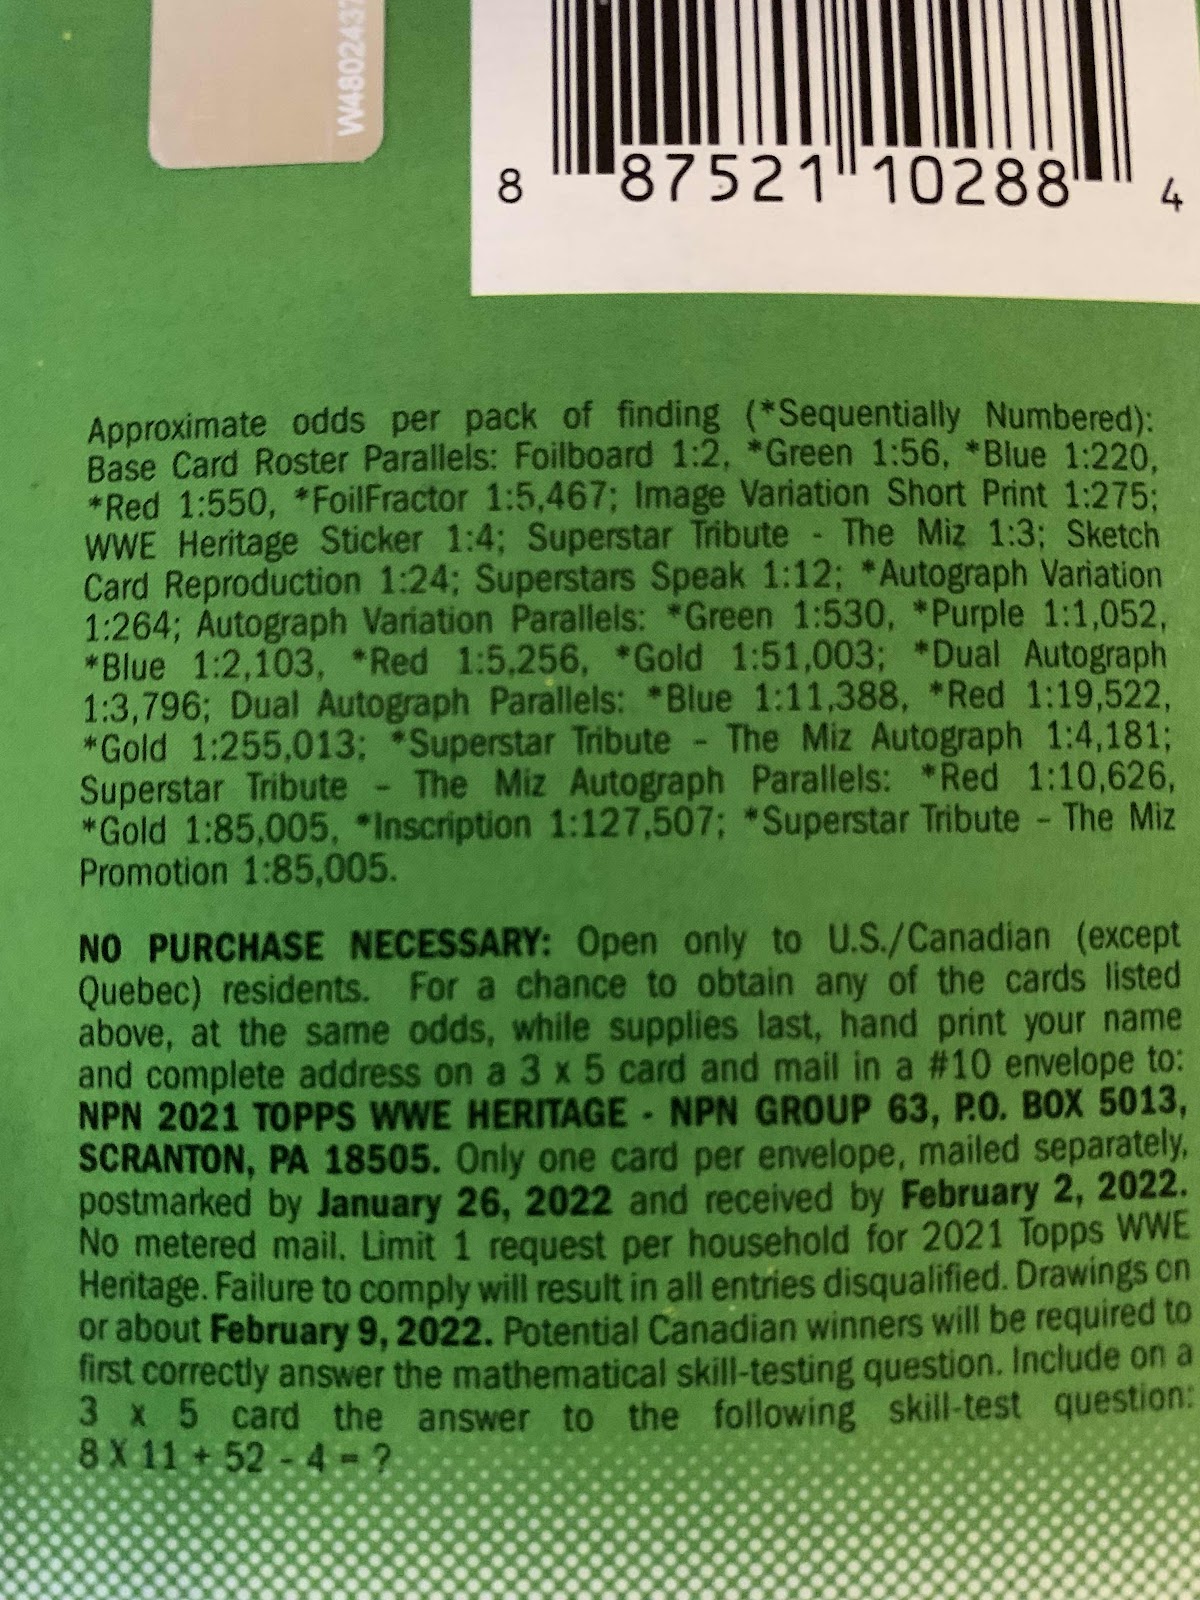 W4802437
8 87521 10288 4
Approximate odds per pack of finding (*Sequentially Numbered):
Base Card Roster Parallels: Foilboard 1:2, *Green 1:56, *Blue 1:220,
*Red 1:550, *FoilFractor 1:5,467; Image Variation Short Print 1:275;
WWE Heritage Sticker 1:4; Superstar Tribute - The Miz 1:3; Sketch
Card Reproduction 1:24; Superstars Speak 1:12; *Autograph Variation
1:264; Autograph Variation Parallels: *Green 1:530, *Purple 1:1,052,
*Blue 1:2,103, *Red 1:5,256, *Gold 1:51,003; *Dual Autograph
1:3,796; Dual Autograph Parallels: *Blue 1:11,388, *Red 1:19,522,
*Gold 1:255,013; *Superstar Tribute – The Miz Autograph 1:4,181;
Superstar Tribute – The Miz Autograph Parallels: *Red 1:10,626,
*Gold 1:85,005, *Inscription 1:127,507; *Superstar Tribute – The Miz
Promotion 1:85,005.
NO PURCHASE NECESSARY: Open only to U.S./Canadian (except
Quebec) residents. For a chance to obtain any of the cards listed
above, at the same odds, while supplies last, hand print your name
and complete address on a 3 x 5 card and mail in a #10 envelope to:
NPN 2021 TOPPS WWE HERITAGE - NPN GROUP 63, P.O. BOX 5013,
SCRANTON, PA 18505. Only one card per envelope, mailed separately,
postmarked by January 26, 2022 and received by February 2, 2022.
No metered mail. Limit 1 request per household for 2021 Topps WWE
Heritage. Failure to comply will result in all entries disqualified. Drawings on
or about February 9, 2022. Potential Canadian winners will be required to
first correctly answer the mathematical skill-testing question. Include on a
3 x 5 card the answer to the following skill-test question:
8 X 11 + 52 - 4 = ?